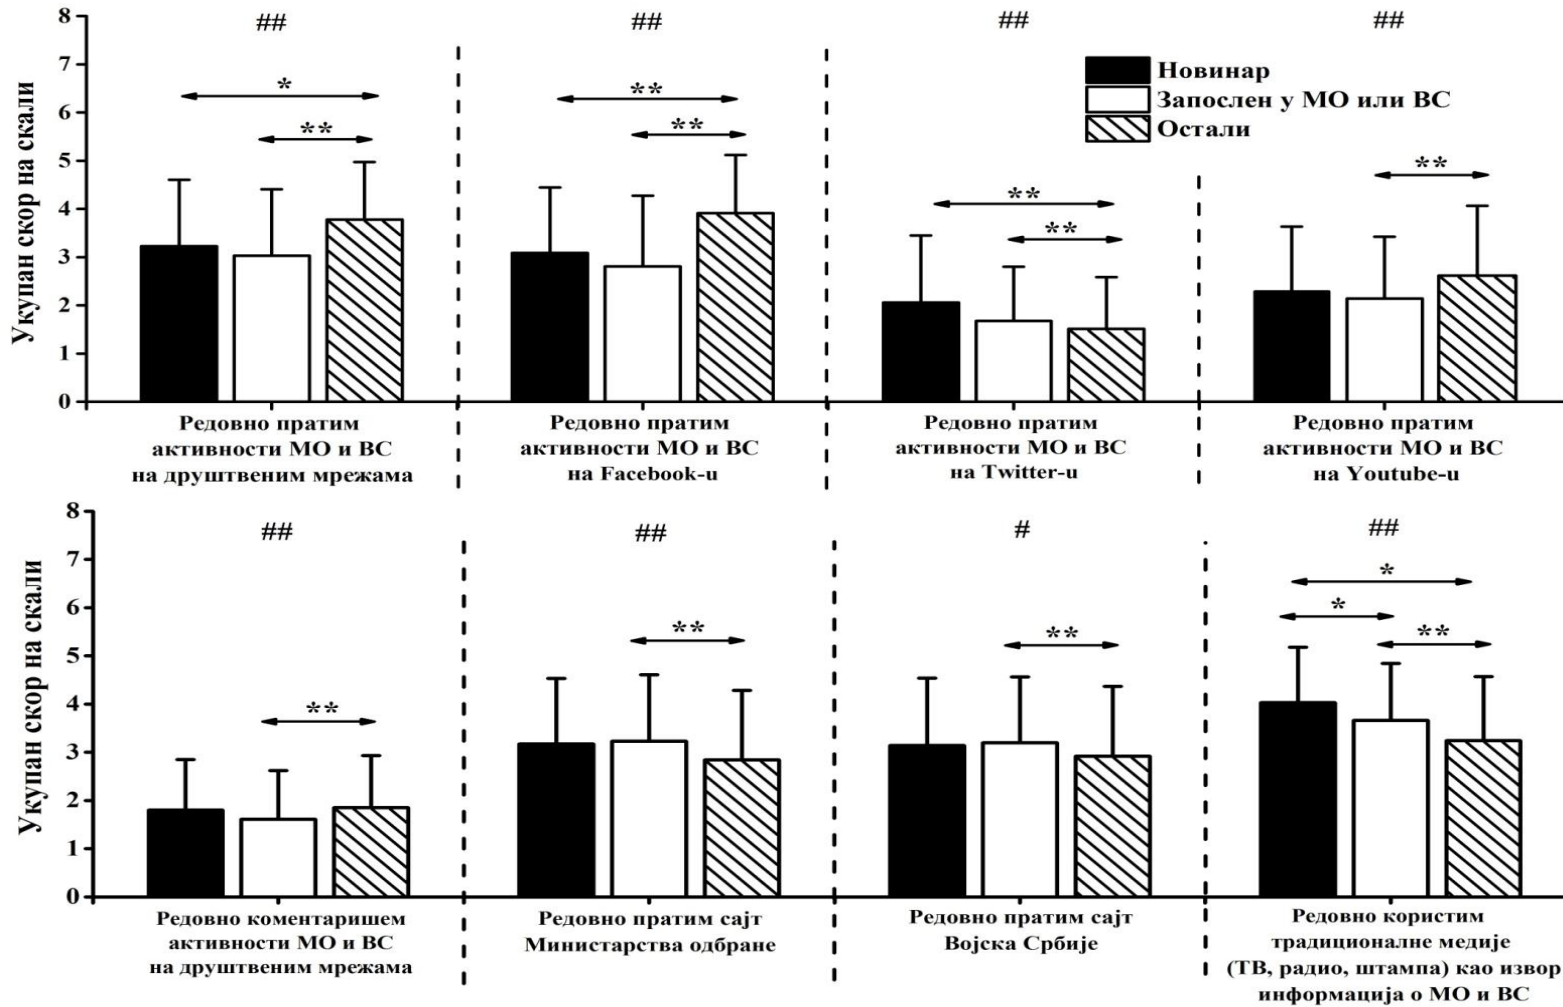 Укупан скор на скали
8
7
6
5
4
3
2
1
0
##
##
##
##
*
**
**
**
**
**
**
Новинар
Запослен у МО или ВС
Остали
Редовно пратим
активности МО и ВС
на друштвеним мрежама
Редовно пратим
активности МО и ВС
на Facebook-u
Редовно пратим
активности МО и ВС
на Twitter-u
Редовно пратим
активности МО и ВС
на Youtube-u
Укупан скор на скали
8
7
6
5
4
3
2
1
0
##
##
#
##
**
**
**
*
*
**
Редовно коментаришем
активности МО и ВС
на друштвеним мрежама
Редовно пратим сајт
Министарства одбране
Редовно пратим сајт
Војска Србије
Редовно користим
традиционалне медије
(ТВ, радио, штампа) као извор
информација о МО и ВС